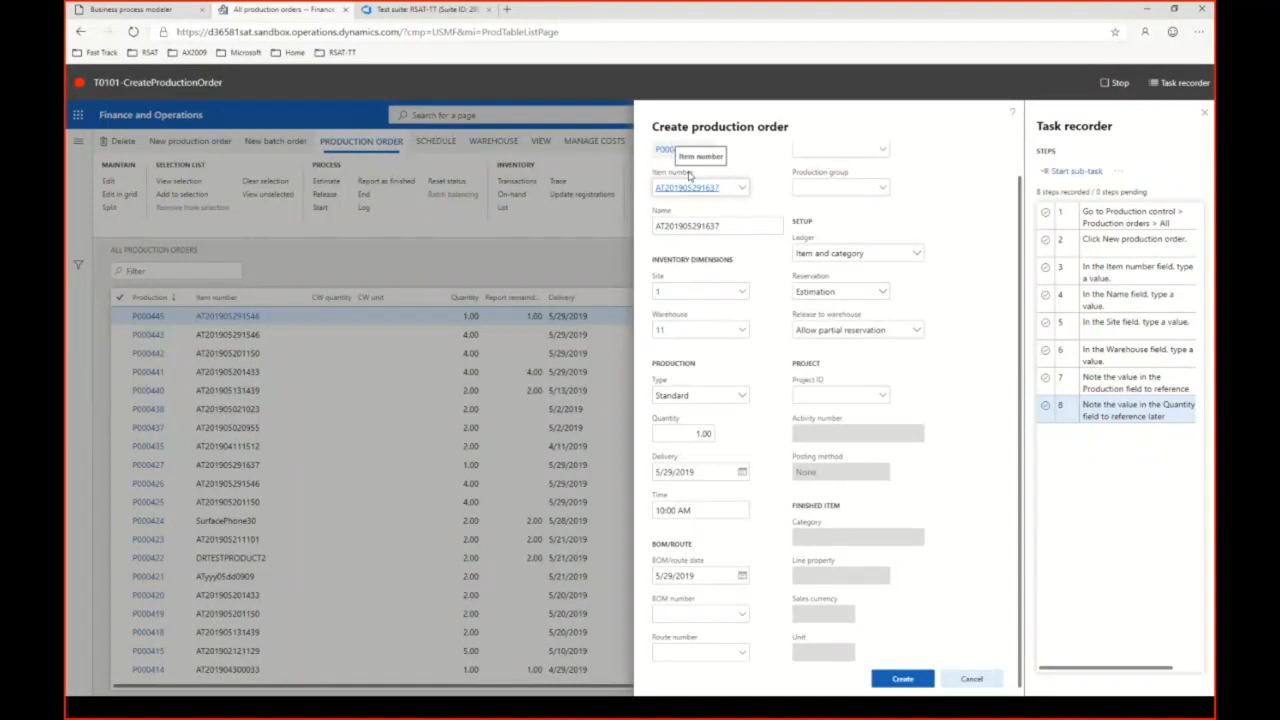 Business process modeler
All production orders -- Finance
Test suite: RSAT-TT (Suite ID: 28
https://d36581sat.sandbox.operations.dynamics.com/?cmp=USMF&mi=ProdTableListPage
Fast Track
RSAT
AX2009
Microsoft
Home
RSAT-TT
T0101-CreateProductionOrder
Stop
Task recorder
Finance and Operations
Search for a page
Delete
New production order
New batch order
PRODUCTION ORDER
SCHEDULE
WAREHOUSE
VIEW
MANAGE COSTS
MAINTAIN
Edit
Edit in grid
Split
SELECTION LIST
View selection
Clear selection
Add to selection
View unselected
Remove from selection
PROCESS
Estimate
Report as finished
Reset status
Release
End
Batch balancing
Start
Log
INVENTORY
Transactions
Trace
On-hand
Update registrations
Lot
ALL PRODUCTION ORDERS
Filter
Production
Item number
CW quantity
CW unit
Quantity
Report remaind...
Delivery
P000445 AT201905291546 1.00 1.00 5/29/2019
P000443 AT201905291546 4.00 5/29/2019
P000442 AT201905201150 4.00 5/29/2019
P000441 AT201905201433 4.00 4.00 5/29/2019
P000440 AT201905131439 2.00 2.00 5/13/2019
P000438 AT201905021023 2.00 5/2/2019
P000437 AT201905020955 2.00 5/2/2019
P000435 AT201904111512 2.00 4/11/2019
P000427 AT201905291637 1.00 5/29/2019
P000426 AT201905291546 4.00 5/29/2019
P000425 AT201905201150 4.00 5/29/2019
P000424 SurfacePhone30 2.00 2.00 5/28/2019
P000423 AT201905211101 2.00 2.00 5/21/2019
P000422 DRTESTPRODUCT2 2.00 2.00 5/21/2019
P000421 ATyyy05dd0909 2.00 5/21/2019
P000420 AT201905201433 2.00 5/20/2019
P000419 AT201905201150 2.00 5/20/2019
P000418 AT201905131439 2.00 5/20/2019
P000415 AT201902121129 5.00 5/10/2019
P000414 AT201904300033 1.00 1.00 4/29/2019
Create production order
Item number
Item number
AT201905291637
Name
AT201905291637
INVENTORY DIMENSIONS
Site
1
Warehouse
11
PRODUCTION
Type
Standard
Quantity
1.00
Delivery
5/29/2019
Time
10:00 AM
BOM/ROUTE
BOM/route date
5/29/2019
BOM number
Route number
Production group
SETUP
Ledger
Item and category
Reservation
Estimation
Release to warehouse
Allow partial reservation
PROJECT
Project ID
Activity number
Posting method
None
FINISHED ITEM
Category
Line property
Sales currency
Unit
Create
Cancel
Task recorder
STEPS
Start sub-task
8 steps recorded / 0 steps pending
1 Go to Production control >
Production orders > All
2 Click New production order.
3 In the Item number field, type
a value.
4 In the Name field, type a
value.
5 In the Site field, type a value.
6 In the Warehouse field, type a
value.
7 Note the value in the
Production field to reference
8 Note the value in the Quantity
field to reference later